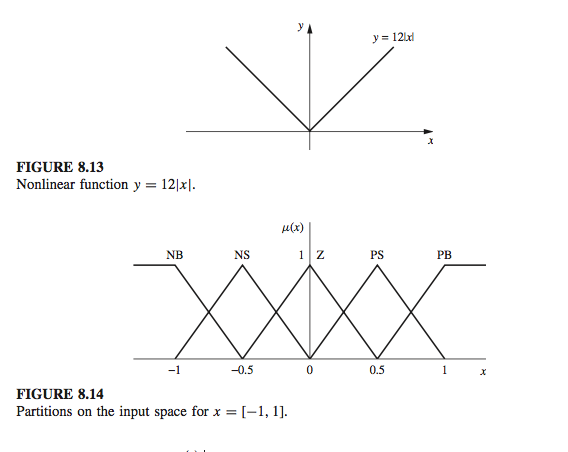 y
y = 12|x|
x
FIGURE 8.13
Nonlinear function y = 12|x|.
μ(x)
NB NS 1 Z PS PB
−1 −0.5 0 0.5 1 x
FIGURE 8.14
Partitions on the input space for x = [−1, 1].